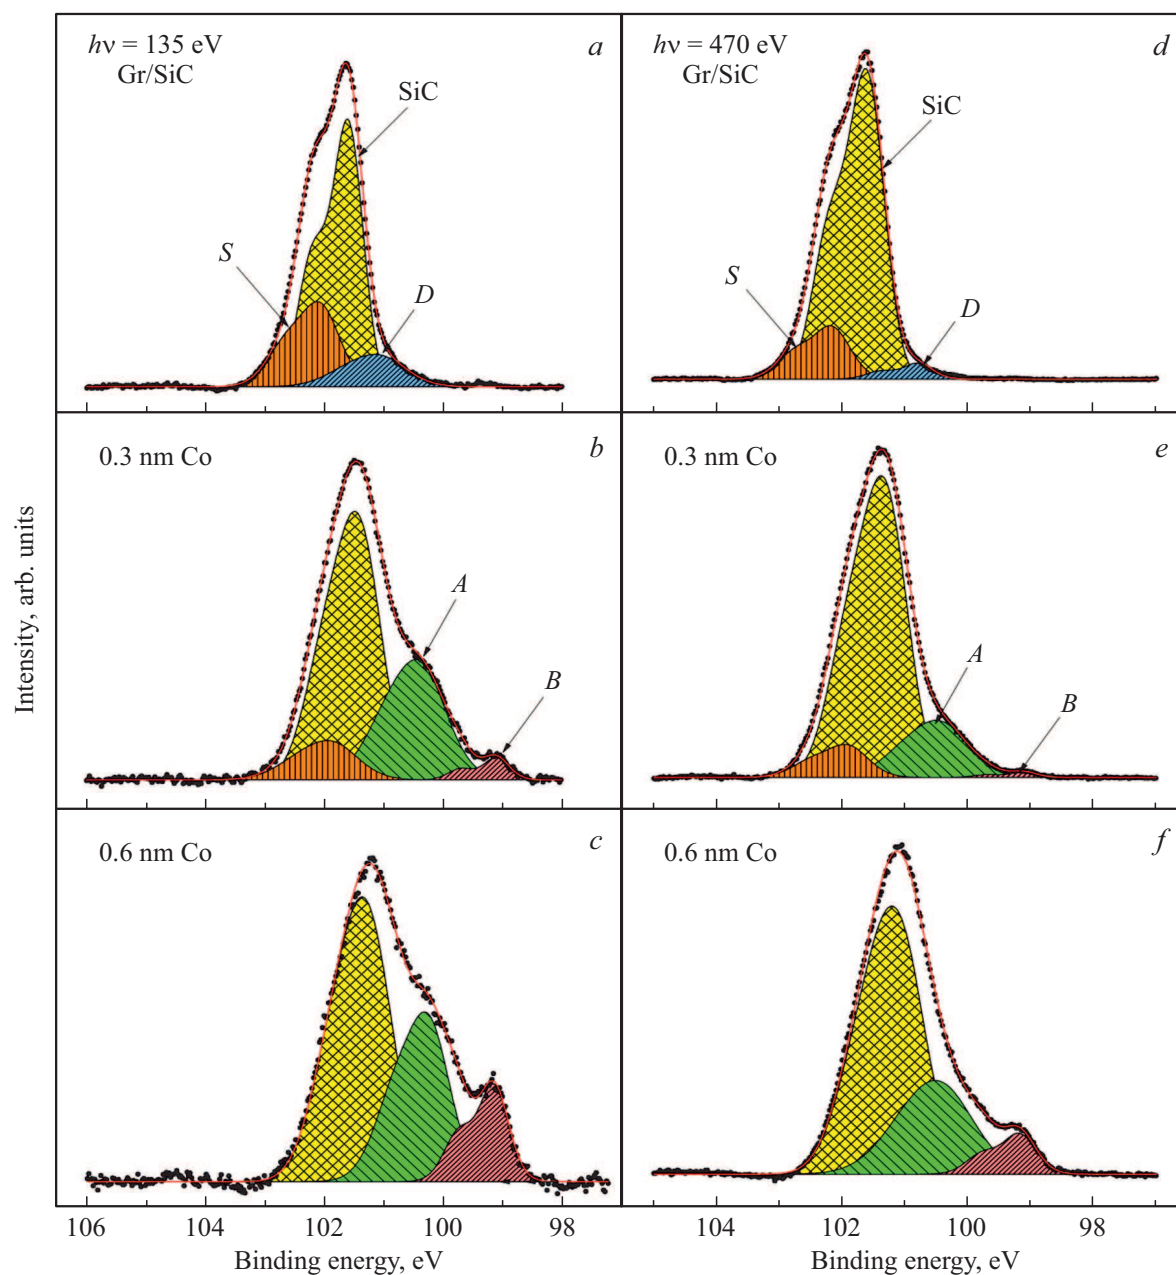 hν = 135 eV
Gr/SiC
a
SiC
S
D
hν = 470 eV
Gr/SiC
d
SiC
S
D
0.3 nm Co
b
A
B
0.3 nm Co
e
A
B
0.6 nm Co
c
0.6 nm Co
f
Intensity, arb. units
106 104 102 100 98
104 102 100 98
Binding energy, eV
Binding energy, eV